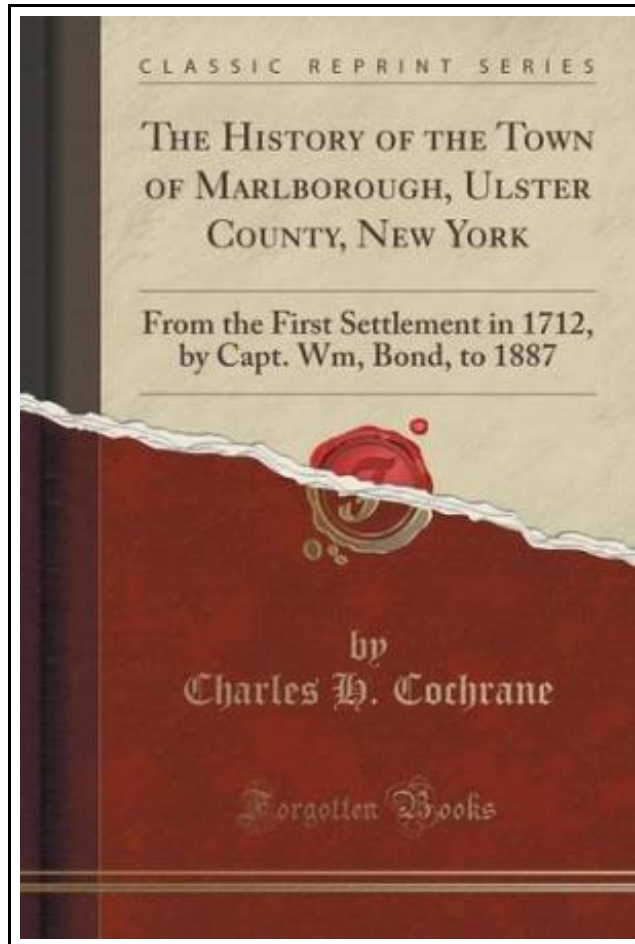 CLASSIC REPRINT SERIES
THE HISTORY OF THE TOWN
OF MARLBOROUGH, ULSTER
COUNTY, NEW YORK
From the First Settlement in 1712,
by Capt. Wm, Bond, to 1887
by
Charles H. Cochrane
Forgotten Books